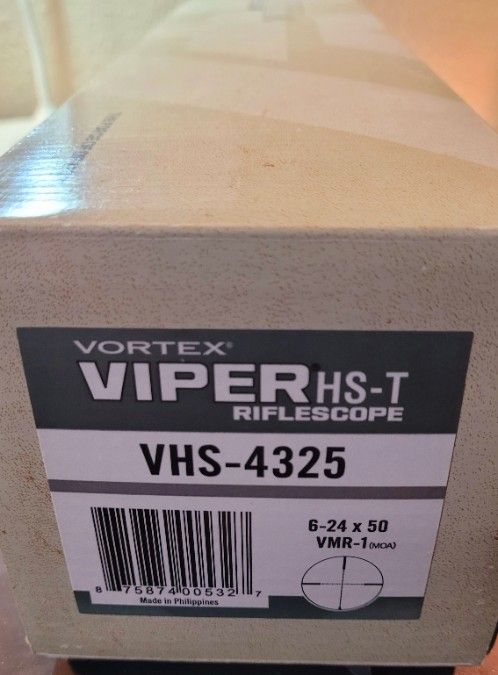 VORTEX®
VIPER® HS-T
RIFLESCOPE
VHS-4325
6-24 x 50
VMR-1 (MOA)
8 75874 00532 7
Made in Philippines